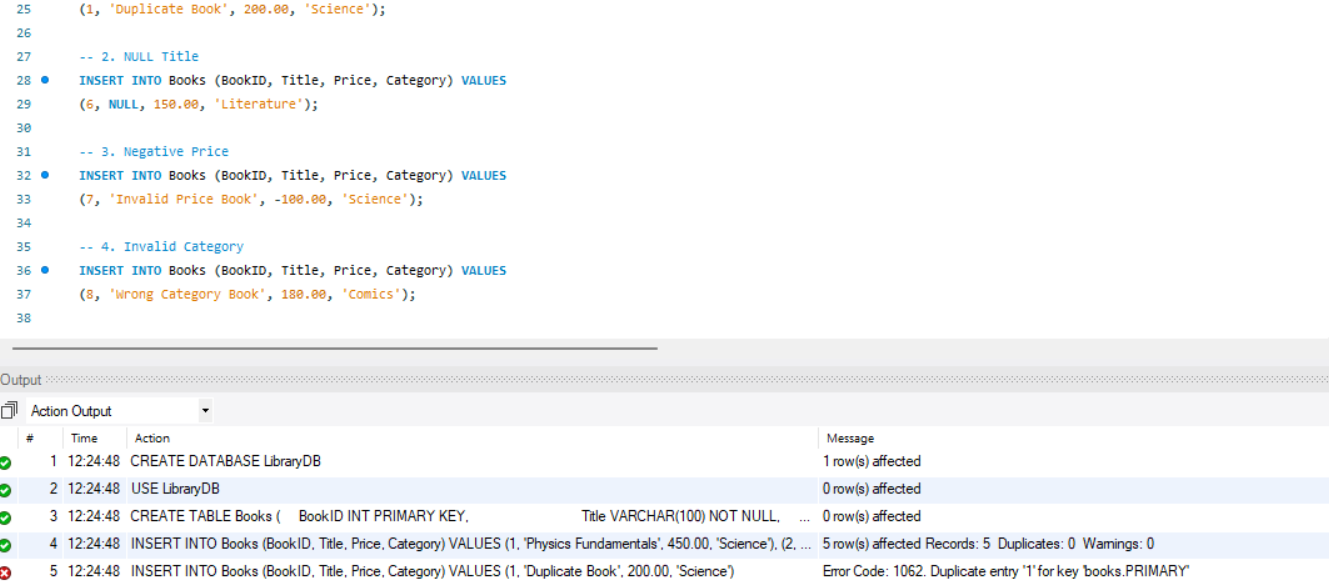 25 (1, 'Duplicate Book', 200.00, 'Science');
26
27 -- 2. NULL Title
28 INSERT INTO Books (BookID, Title, Price, Category) VALUES
29 (6, NULL, 150.00, 'Literature');
30
31 -- 3. Negative Price
32 INSERT INTO Books (BookID, Title, Price, Category) VALUES
33 (7, 'Invalid Price Book', -100.00, 'Science');
34
35 -- 4. Invalid Category
36 INSERT INTO Books (BookID, Title, Price, Category) VALUES
37 (8, 'Wrong Category Book', 180.00, 'Comics');
38
Output
Action Output
# Time Action Message
1 12:24:48 CREATE DATABASE LibraryDB 1 row(s) affected
2 12:24:48 USE LibraryDB 0 row(s) affected
3 12:24:48 CREATE TABLE Books ( BookID INT PRIMARY KEY, Title VARCHAR(100) NOT NULL, ... 0 row(s) affected
4 12:24:48 INSERT INTO Books (BookID, Title, Price, Category) VALUES (1, 'Physics Fundamentals', 450.00, 'Science'), (2, ... 5 row(s) affected Records: 5 Duplicates: 0 Warnings: 0
5 12:24:48 INSERT INTO Books (BookID, Title, Price, Category) VALUES (1, 'Duplicate Book', 200.00, 'Science') Error Code: 1062. Duplicate entry '1' for key 'books.PRIMARY'